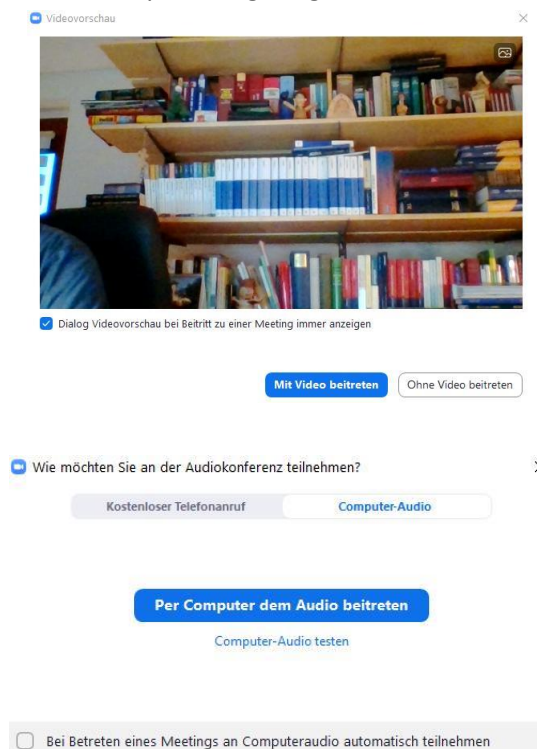 Videovorschau
Dialog Videovorschau bei Beitritt zu einer Meeting immer anzeigen
Mit Video beitreten Ohne Video beitreten
Wie möchten Sie an der Audiokonferenz teilnehmen?
Kostenloser Telefonanruf Computer-Audio
Per Computer dem Audio beitreten
Computer-Audio testen
Bei Betreten eines Meetings an Computeraudio automatisch teilnehmen